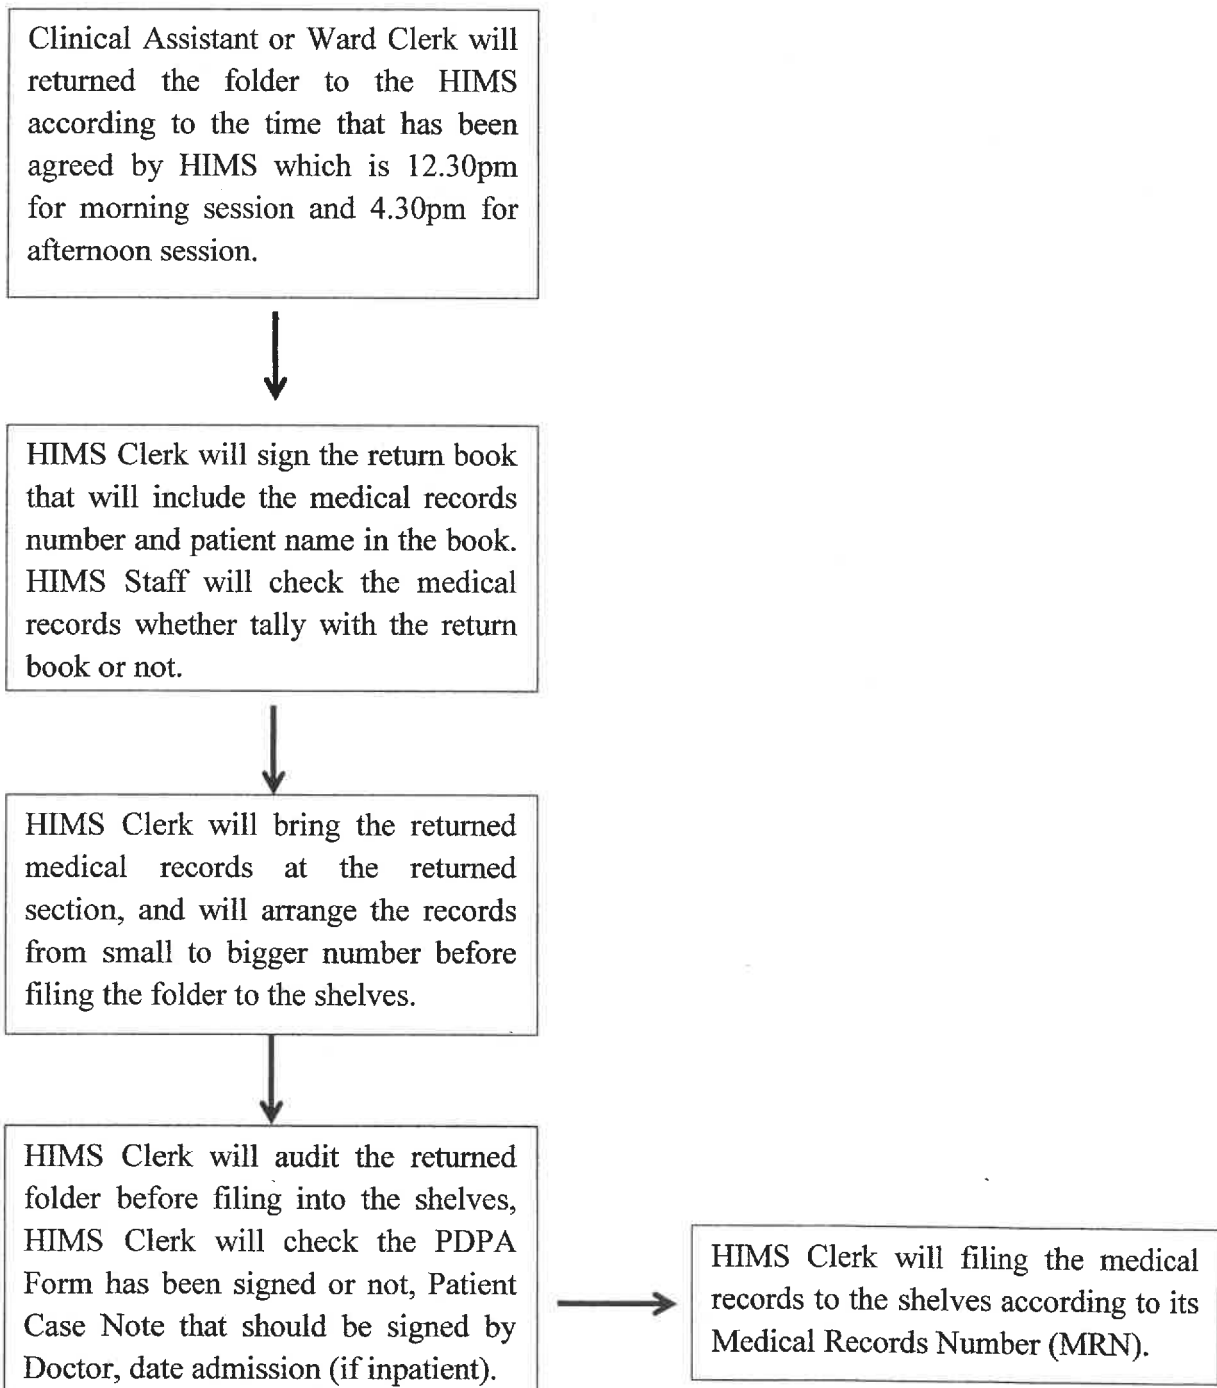 Clinical Assistant or Ward Clerk will
returned the folder to the HIMS
according to the time that has been
agreed by HIMS which is 12.30pm
for morning session and 4.30pm for
afternoon session.
HIMS Clerk will sign the return book
that will include the medical records
number and patient name in the book.
HIMS Staff will check the medical
records whether tally with the return
book or not.
HIMS Clerk will bring the returned
medical records at the returned
section, and will arrange the records
from small to bigger number before
filing the folder to the shelves.
HIMS Clerk will audit the returned
folder before filing into the shelves,
HIMS Clerk will check the PDPA
Form has been signed or not, Patient
Case Note that should be signed by
Doctor, date admission (if inpatient).
HIMS Clerk will filing the medical
records to the shelves according to its
Medical Records Number (MRN).